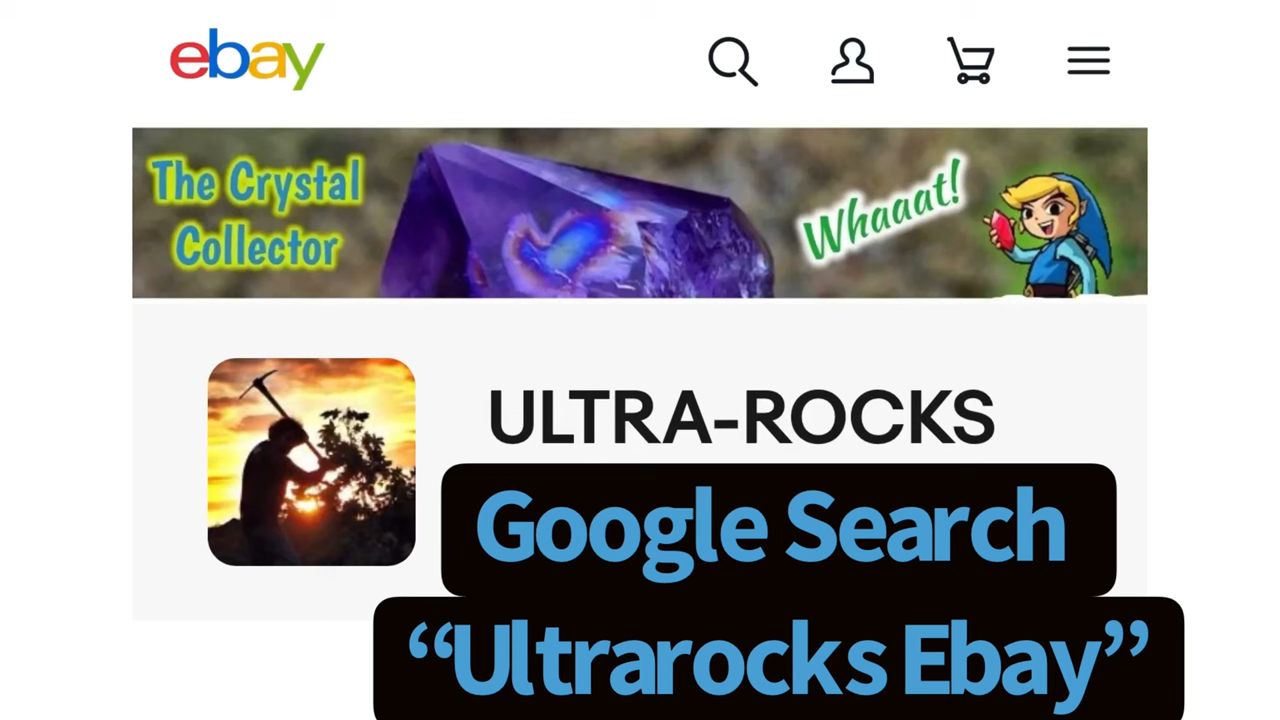 ebay
The Crystal
Collector
Whaaat!
ULTRA-ROCKS
Google Search
“Ultrarocks Ebay”